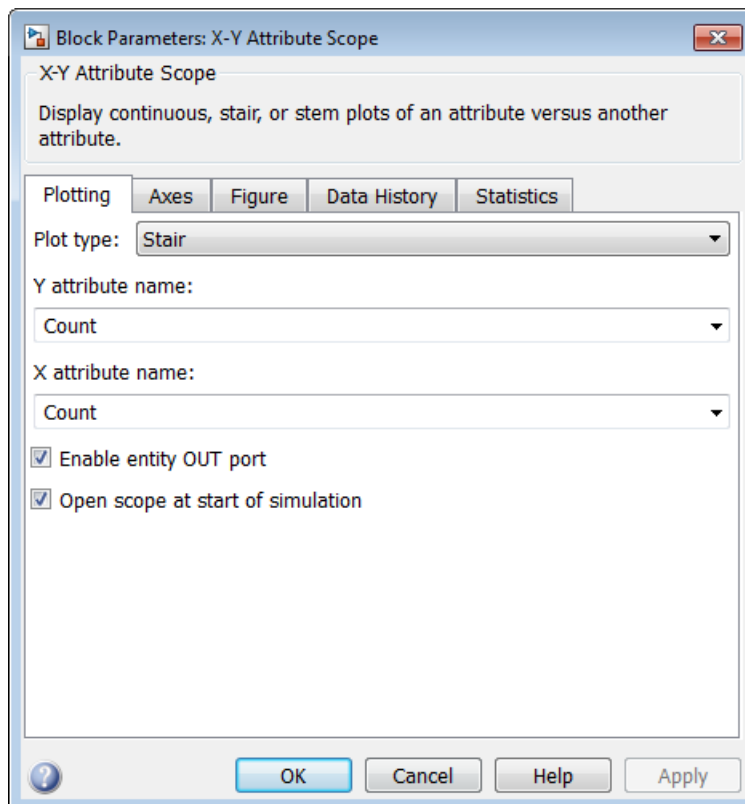 Block Parameters: X-Y Attribute Scope
X-Y Attribute Scope
Display continuous, stair, or stem plots of an attribute versus another
attribute.
Plotting Axes Figure Data History Statistics
Plot type: Stair
Y attribute name:
Count
X attribute name:
Count
Enable entity OUT port
Open scope at start of simulation
OK Cancel Help Apply